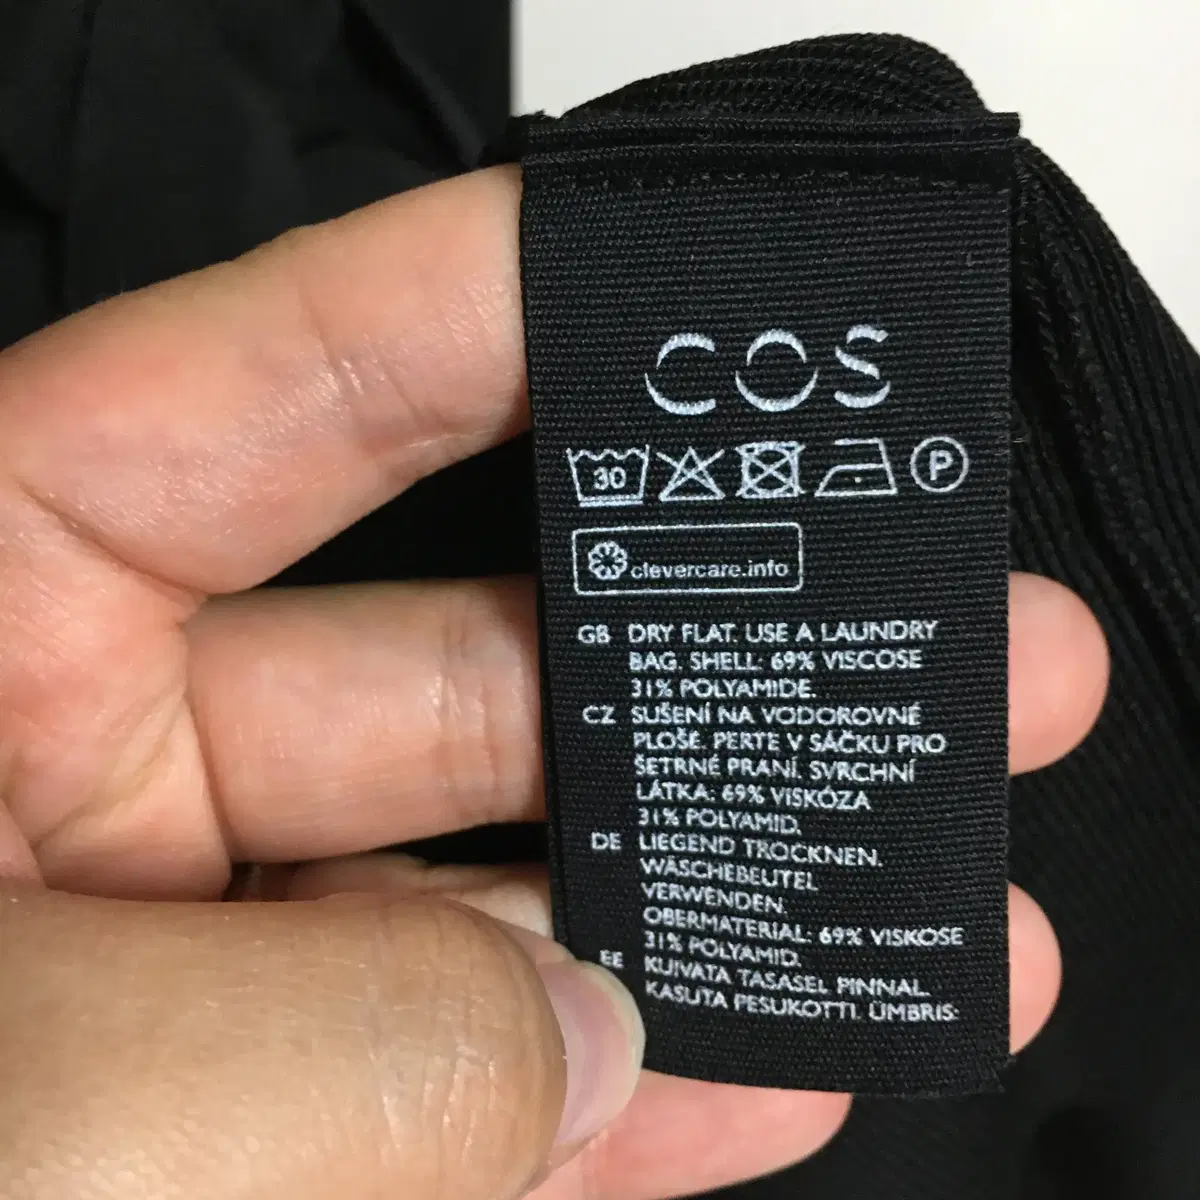 COS
30
P
clevercare.info
GB DRY FLAT. USE A LAUNDRY
BAG. SHELL: 69% VISCOSE
31% POLYAMIDE.
CZ SUŠENÍ NA VODOROVNÉ
PLOŠE. PERTE V SÁČKU PRO
ŠETRNÉ PRANÍ. SVRCHNÍ
LÁTKA: 69% VISKÓZA
31% POLYAMID.
DE LIEGEND TROCKNEN.
WÄSCHEBEUTEL
VERWENDEN.
OBERMATERIAL: 69% VISKOSE
31% POLYAMID.
EE KUIVATA TASASEL PINNAL.
KASUTA PESUKOTTI. ÜMBRIS: